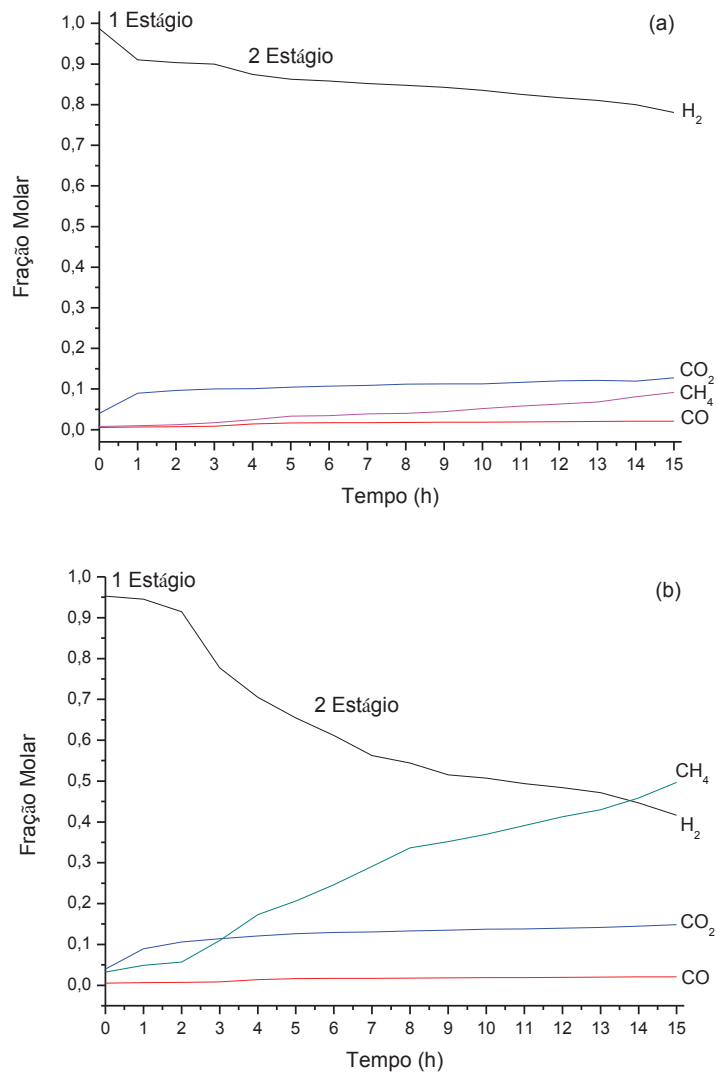 1 Estágio
(a)
2 Estágio
1,0
0,9
0,8
0,7
0,6
0,5
0,4
0,3
0,2
0,1
0,0
Fração Molar
H2
CO2
CH4
CO
0 1 2 3 4 5 6 7 8 9 10 11 12 13 14 15
Tempo (h)
1 Estágio
(b)
2 Estágio
1,0
0,9
0,8
0,7
0,6
0,5
0,4
0,3
0,2
0,1
0,0
Fração Molar
CH4
H2
CO2
CO
0 1 2 3 4 5 6 7 8 9 10 11 12 13 14 15
Tempo (h)